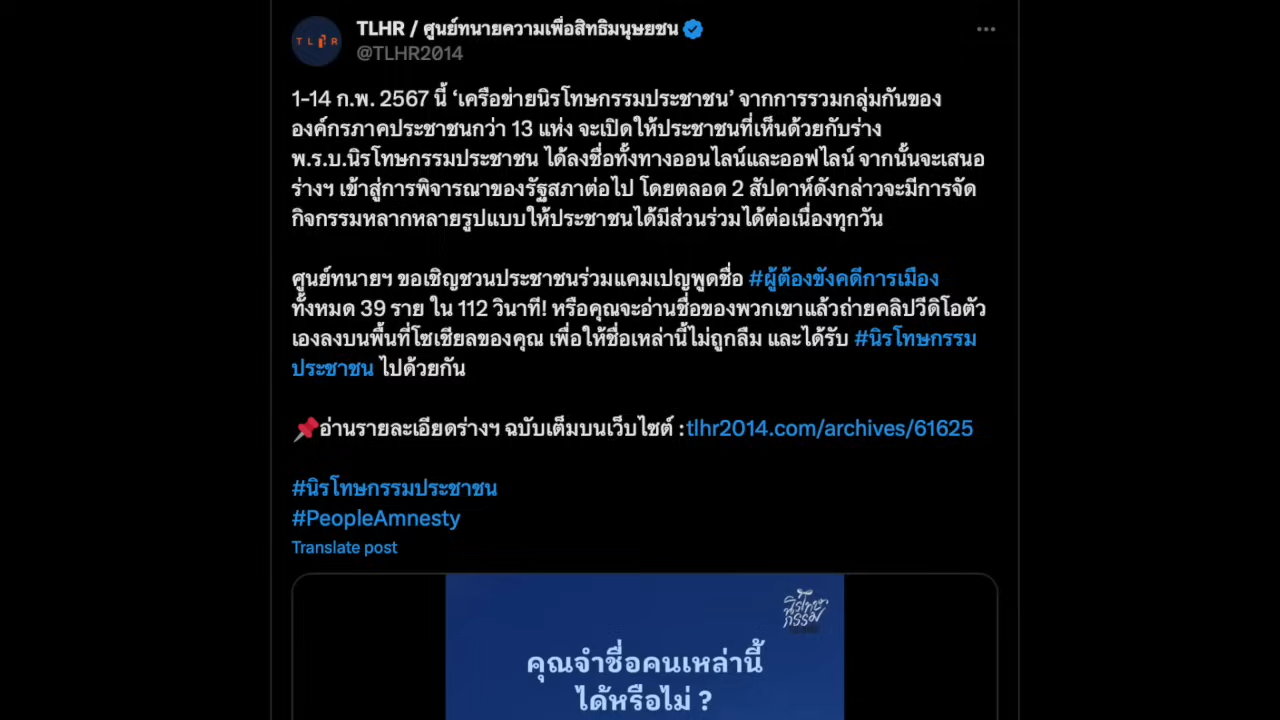 TLHR / ศูนย์ทนายความเพื่อสิทธิมนุษยชน
TLHR
@TLHR2014
1-14 ก.พ. 2567 นี้ ‘เครือข่ายนิรโทษกรรมประชาชน’ จากการรวมกลุ่มกันของ
องค์กรภาคประชาชนกว่า 13 แห่ง จะเปิดให้ประชาชนที่เห็นด้วยกับร่าง
พ.ร.บ.นิรโทษกรรมประชาชน ได้ลงชื่อทั้งทางออนไลน์และออฟไลน์ จากนั้นจะเสนอ
ร่างฯ เข้าสู่การพิจารณาของรัฐสภาต่อไป โดยตลอด 2 สัปดาห์ดังกล่าวจะมีการจัด
กิจกรรมหลากหลายรูปแบบให้ประชาชนได้มีส่วนร่วมได้ต่อเนื่องทุกวัน
ศูนย์ทนายฯ ขอเชิญชวนประชาชนร่วมแคมเปญพูดชื่อ #ผู้ต้องขังคดีการเมือง
ทั้งหมด 39 ราย ใน 112 วินาที! หรือคุณจะอ่านชื่อของพวกเขาแล้วถ่ายคลิปวีดิโอตัว
เองลงบนพื้นที่โซเชียลของคุณ เพื่อให้ชื่อเหล่านี้ไม่ถูกลืม และได้รับ #นิรโทษกรรม
ประชาชน ไปด้วยกัน
📌อ่านรายละเอียดร่างฯ ฉบับเต็มบนเว็บไซต์ :tlhr2014.com/archives/61625
#นิรโทษกรรมประชาชน
#PeopleAmnesty
Translate post
นิรโทษ
กรรม
คุณจำชื่อคนเหล่านี้
ได้หรือไม่ ?